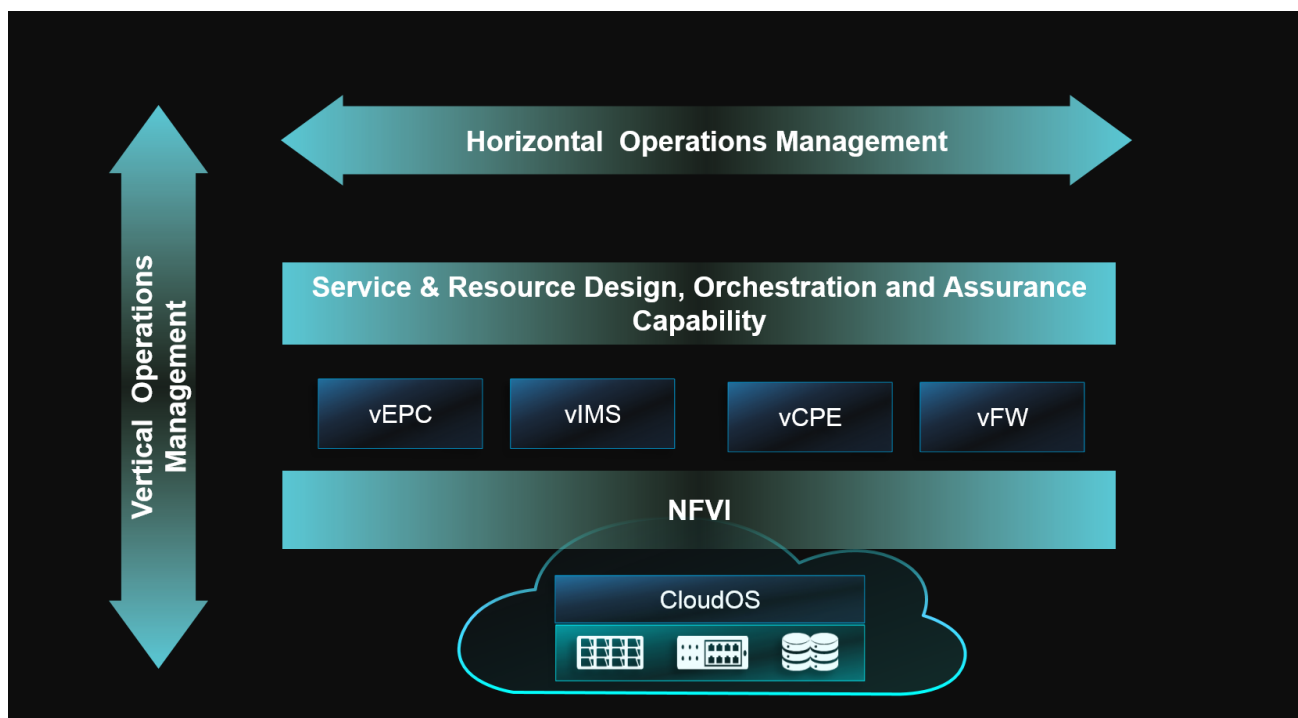 Horizontal  Operations Management
Vertical  Operations
Management
Service & Resource Design, Orchestration and Assurance
Capability
vEPC
vIMS
vCPE
vFW
NFVI
CloudOS